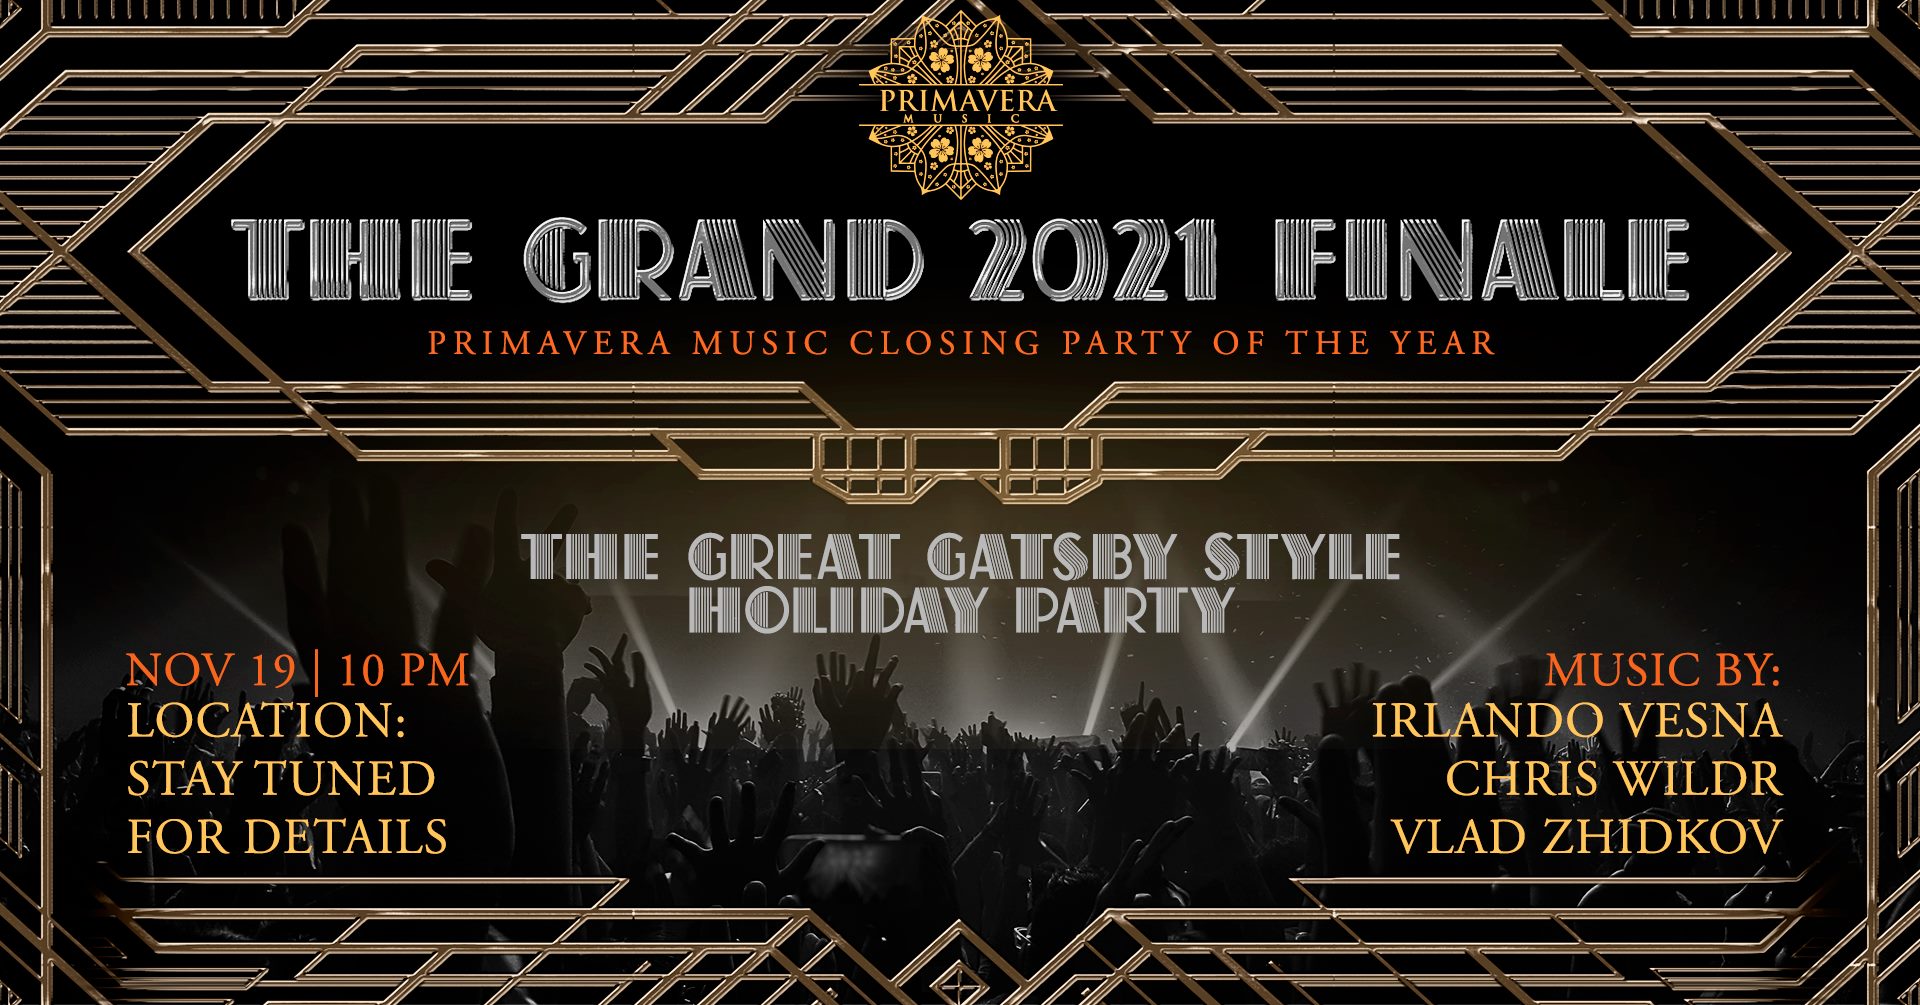 PRIMAVERA
MUSIC
THE GRAND 2021 FINALE
PRIMAVERA MUSIC CLOSING PARTY OF THE YEAR
THE GREAT GATSBY STYLE
HOLIDAY PARTY
NOV 19 | 10 PM
LOCATION:
STAY TUNED
FOR DETAILS
MUSIC BY:
IRLANDO VESNA
CHRIS WILDR
VLAD ZHIDKOV